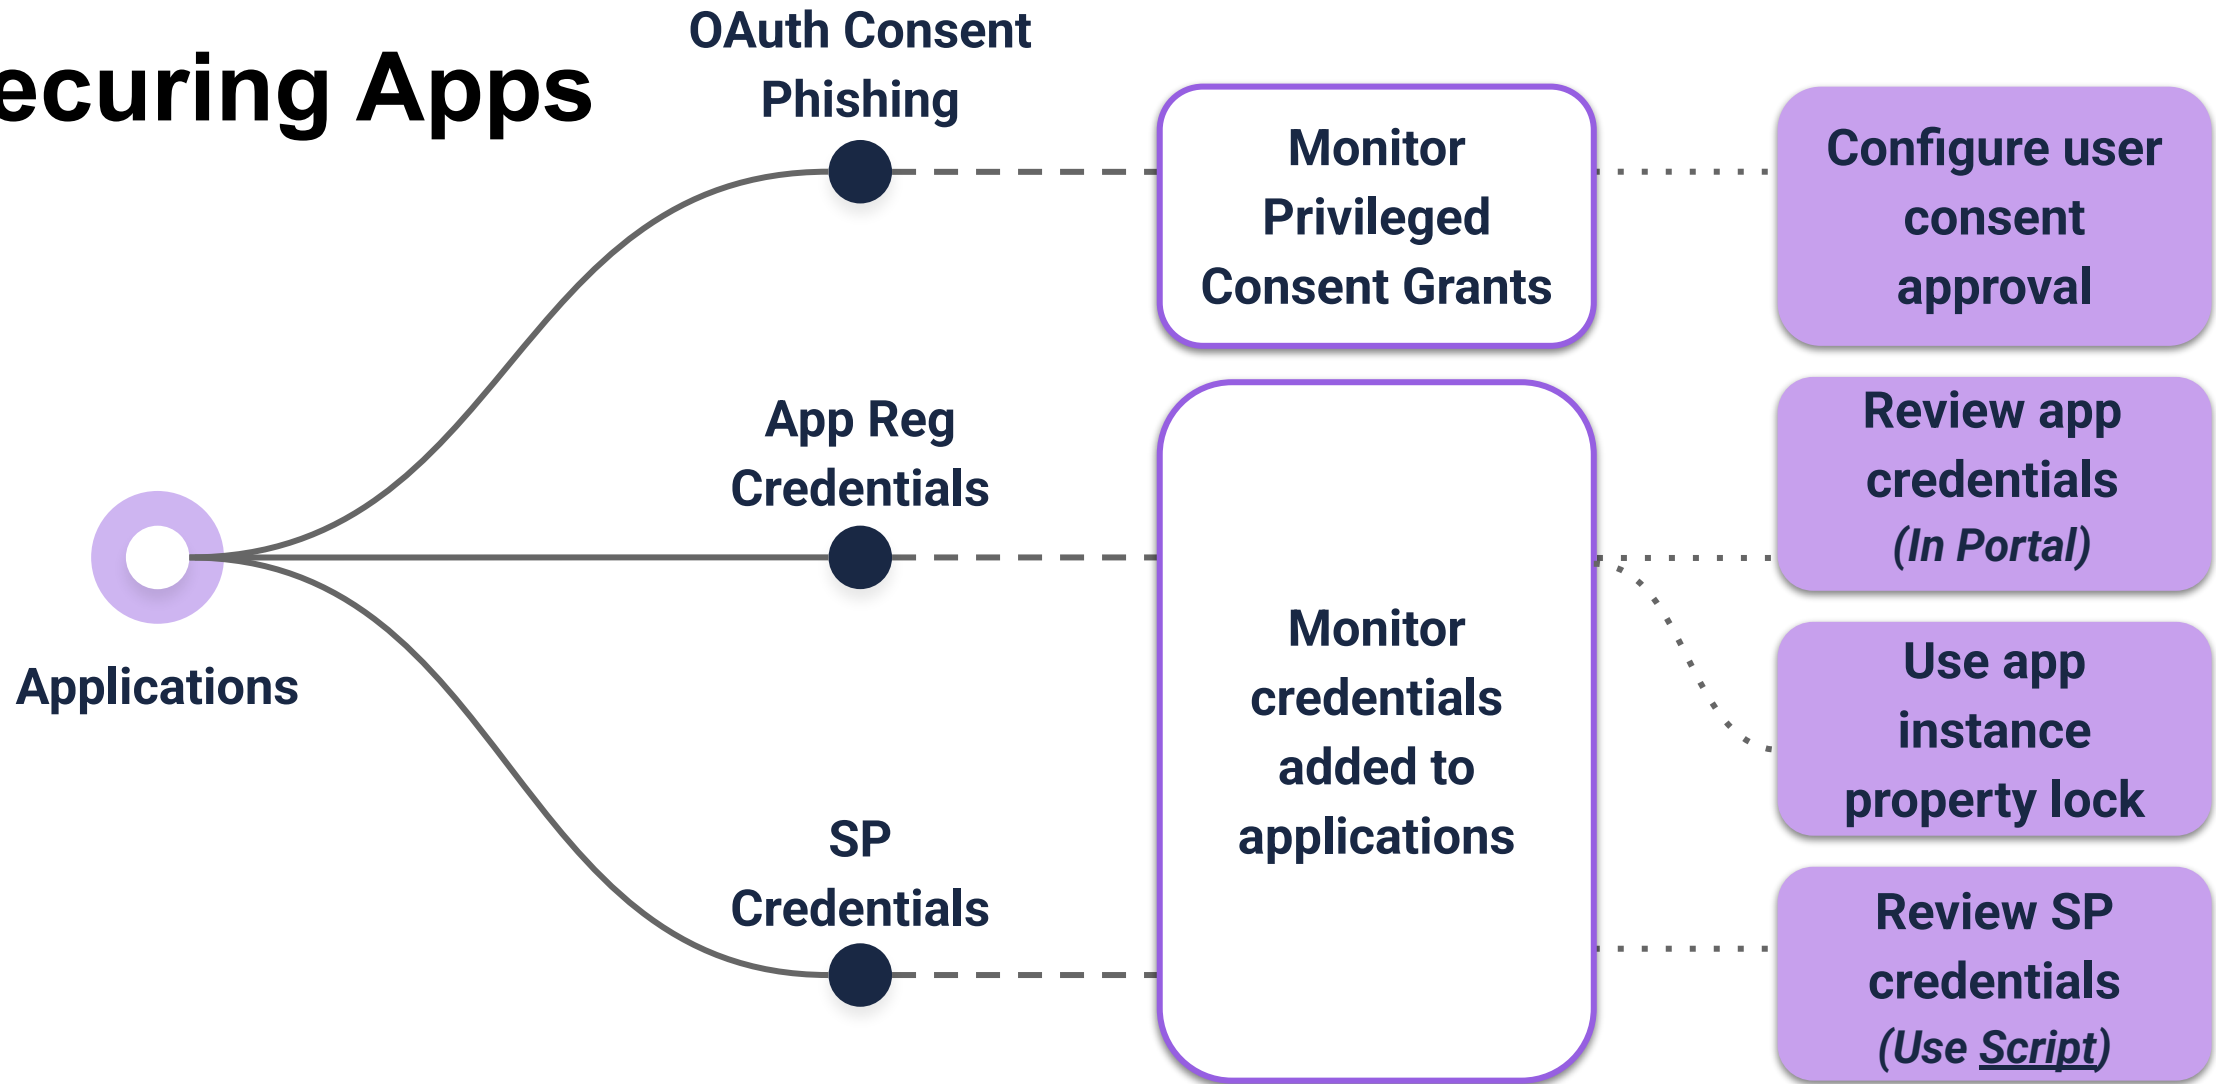 ecuring Apps
OAuth Consent
Phishing
Monitor
Privileged
Consent Grants
Configure user
consent
approval
App Reg
Credentials
Review app
credentials
(In Portal)
Applications
Monitor
credentials
added to
applications
Use app
instance
property lock
SP
Credentials
Review SP
credentials
(Use Script)